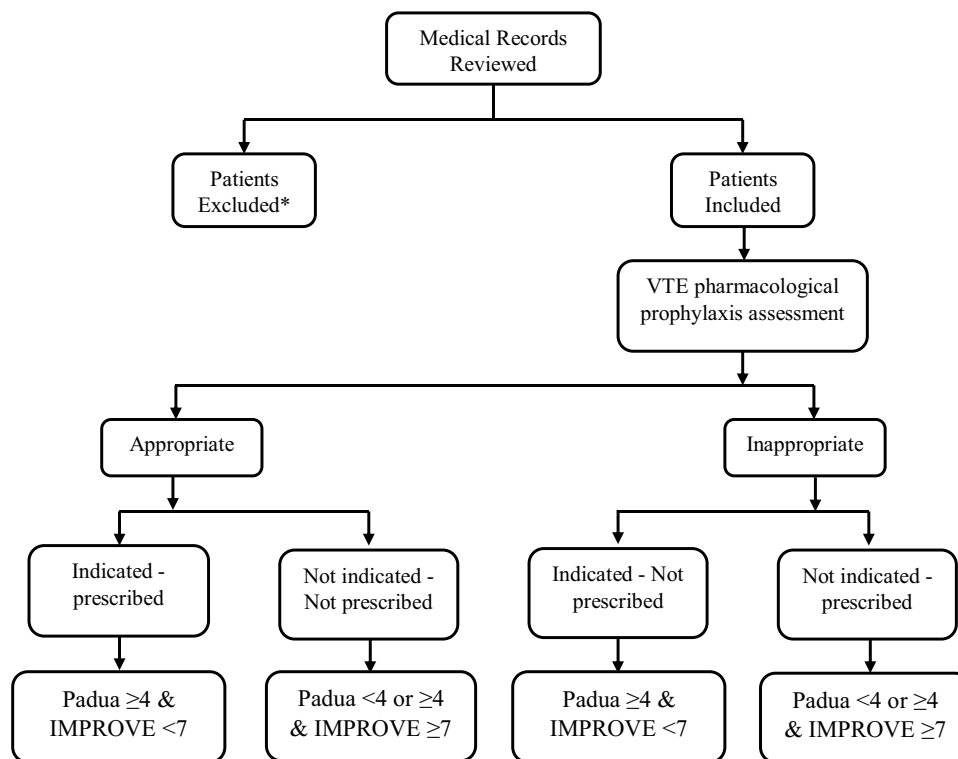 Medical Records
Reviewed
Patients
Excluded*
Patients
Included
VTE pharmacological
prophylaxis assessment
Appropriate
Inappropriate
Indicated -
prescribed
Not indicated -
Not prescribed
Indicated - Not
prescribed
Not indicated -
prescribed
Padua ≥4 &
IMPROVE <7
Padua <4 or ≥4
& IMPROVE ≥7
Padua ≥4 &
IMPROVE <7
Padua <4 or ≥4
& IMPROVE ≥7